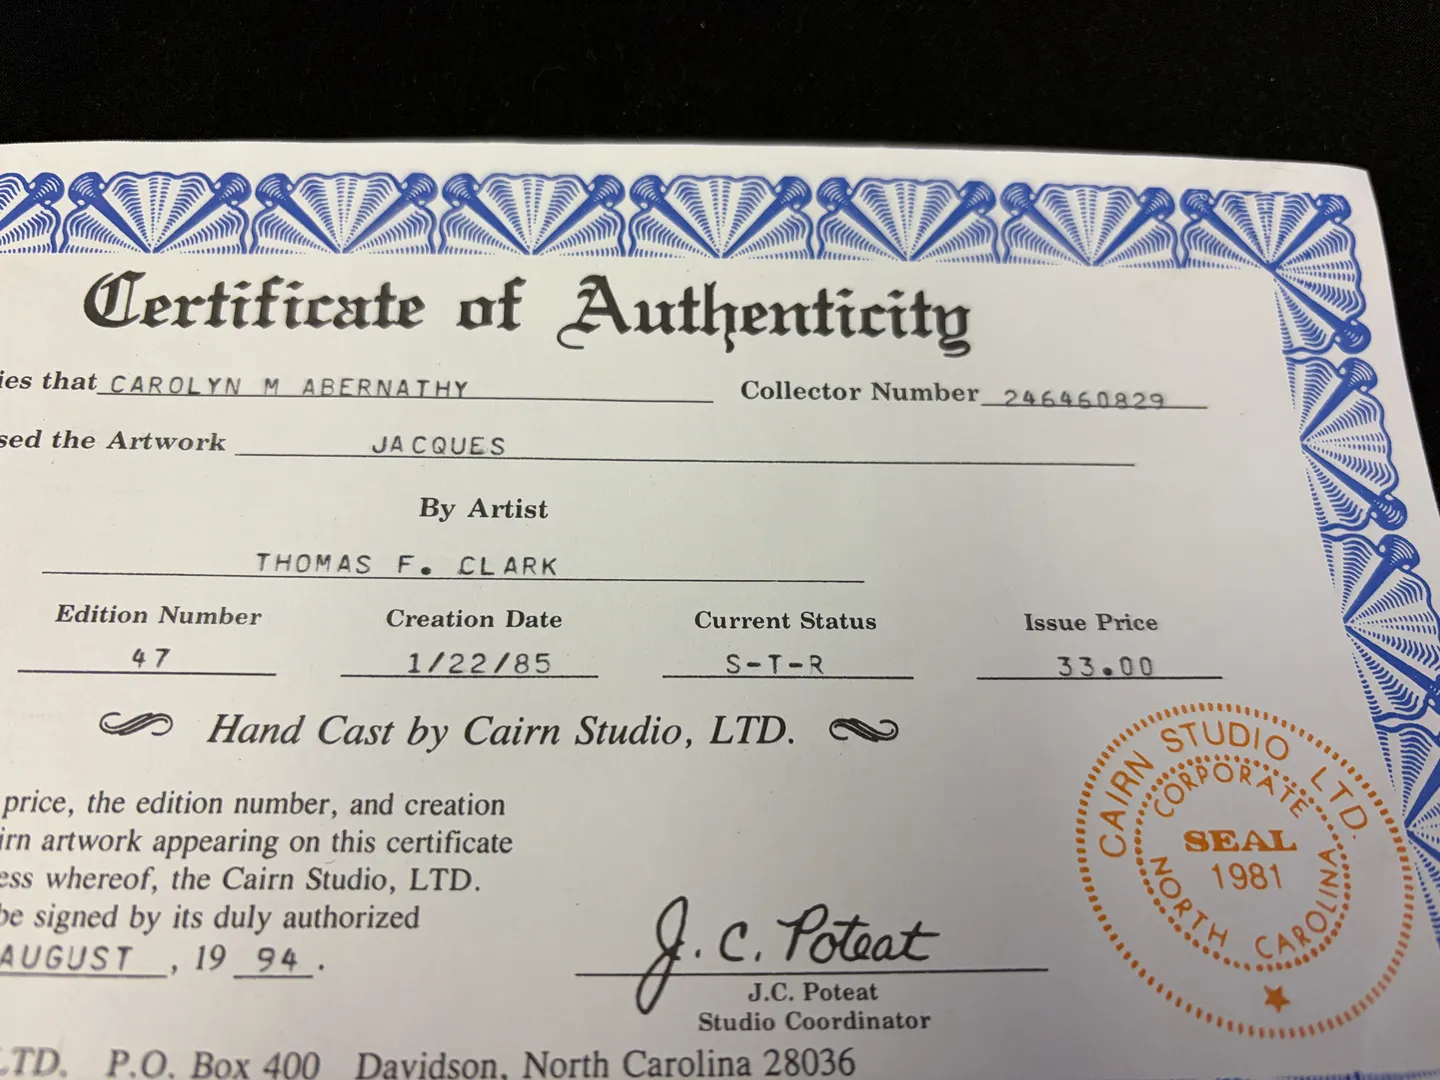 Certificate of Authenticity
ies that CAROLYN M ABERNATHY Collector Number 246460829
sed the Artwork JACQUES
By Artist
THOMAS F. CLARK
Edition Number Creation Date Current Status Issue Price
47 1/22/85 S-T-R 33.00
Hand Cast by Cairn Studio, LTD.
price, the edition number, and creation
irn artwork appearing on this certificate
ess whereof, the Cairn Studio, LTD.
be signed by its duly authorized
AUGUST, 19 94.
J. C. Poteat
J.C. Poteat
Studio Coordinator
CAIRN STUDIO LTD.
CORPORATE
SEAL
1981
NORTH CAROLINA
LTD. P.O. Box 400 Davidson, North Carolina 28036